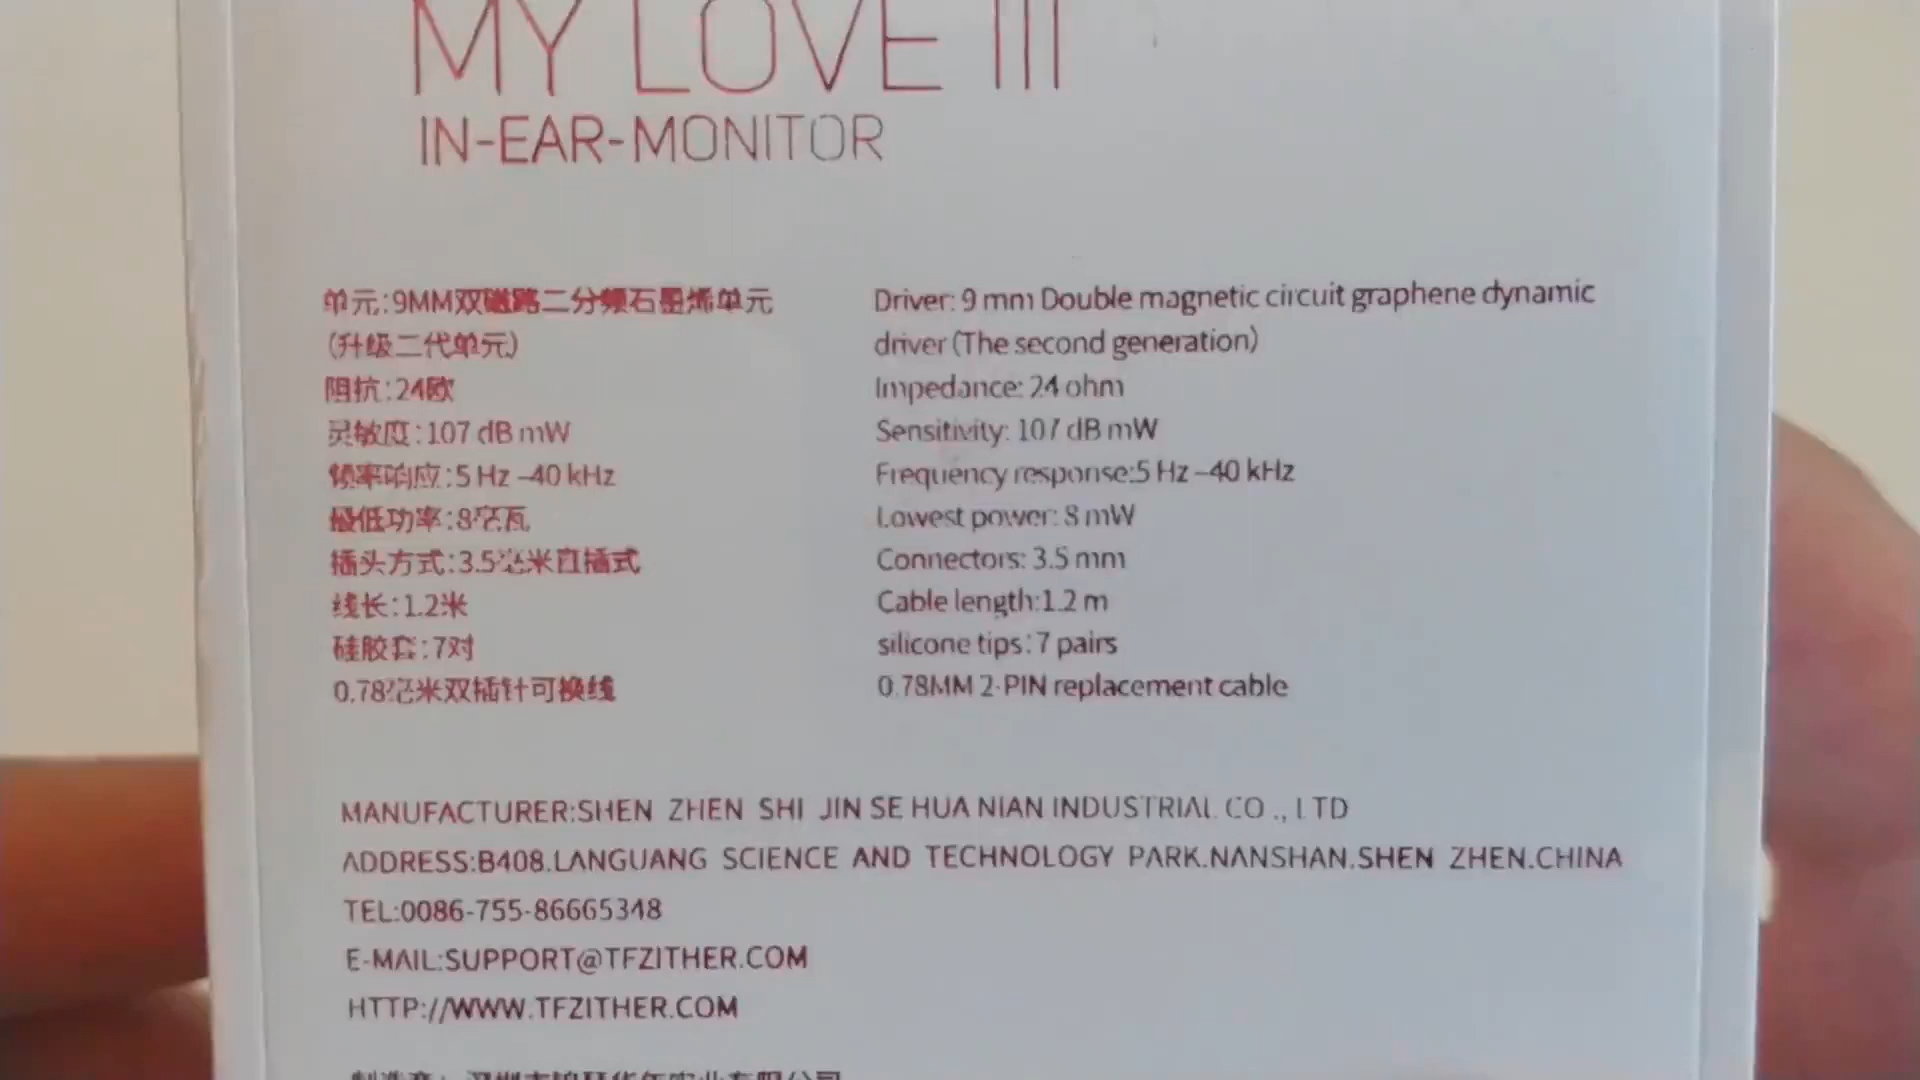 MY LOVE III
IN-EAR-MONITOR
单元:9MM双磁路二分频石墨烯单元
(升级二代单元)
阻抗:24欧
灵敏度:107 dB mW
频率响应:5 Hz –40 kHz
最低功率:8毫瓦
插头方式:3.5毫米直插式
线长:1.2米
硅胶套:7对
0.78毫米双插针可换线
Driver: 9 mm Double magnetic circuit graphene dynamic
driver (The second generation)
Impedance: 24 ohm
Sensitivity: 107 dB mW
Frequency response:5 Hz –40 kHz
Lowest power: 8 mW
Connectors: 3.5 mm
Cable length:1.2 m
silicone tips: 7 pairs
0.78MM 2-PIN replacement cable
MANUFACTURER:SHEN ZHEN SHI JIN SE HUA NIAN INDUSTRIAL CO ., LTD
ADDRESS:B408.LANGUANG SCIENCE AND TECHNOLOGY PARK.NANSHAN.SHEN ZHEN.CHINA
TEL:0086-755-86665348
E-MAIL:SUPPORT@TFZITHER.COM
HTTP://WWW.TFZITHER.COM